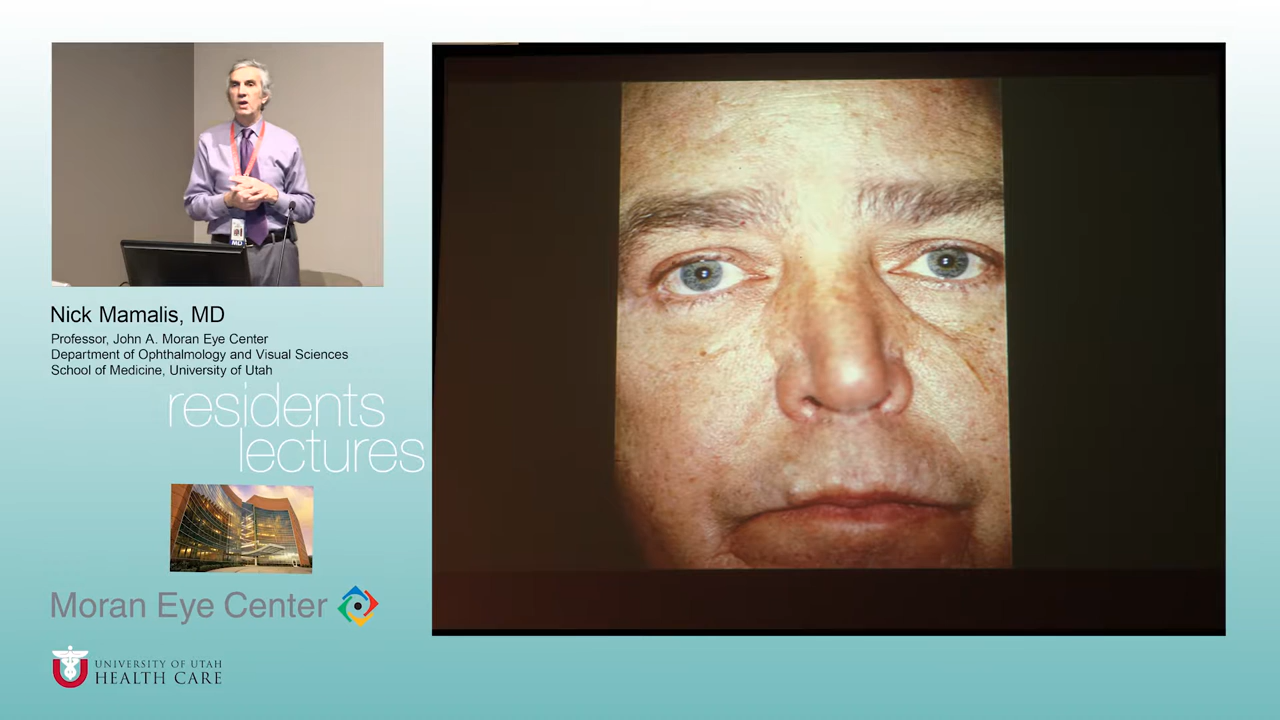 Nick Mamalis, MD
Professor, John A. Moran Eye Center
Department of Ophthalmology and Visual Sciences
School of Medicine, University of Utah
residents
lectures
Moran Eye Center
UNIVERSITY OF UTAH
HEALTH CARE
MD